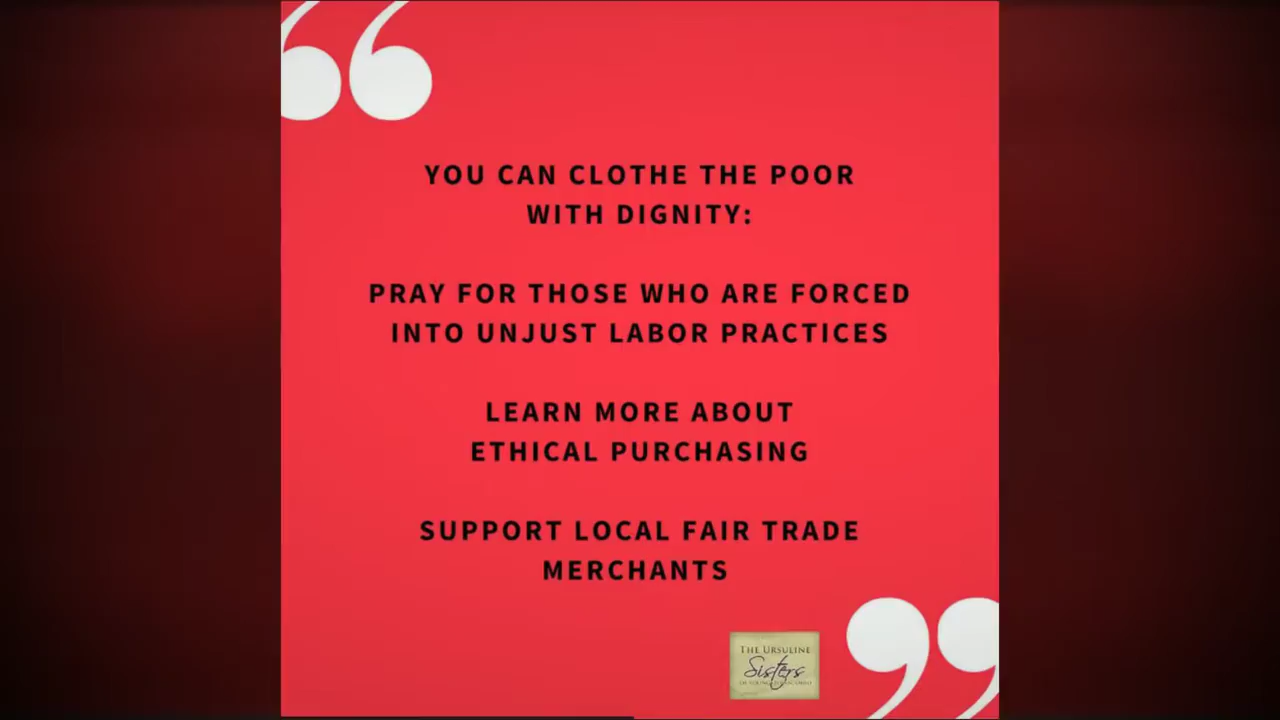 YOU CAN CLOTHE THE POOR
WITH DIGNITY:
PRAY FOR THOSE WHO ARE FORCED
INTO UNJUST LABOR PRACTICES
LEARN MORE ABOUT
ETHICAL PURCHASING
SUPPORT LOCAL FAIR TRADE
MERCHANTS
THE URSULINE
Sisters